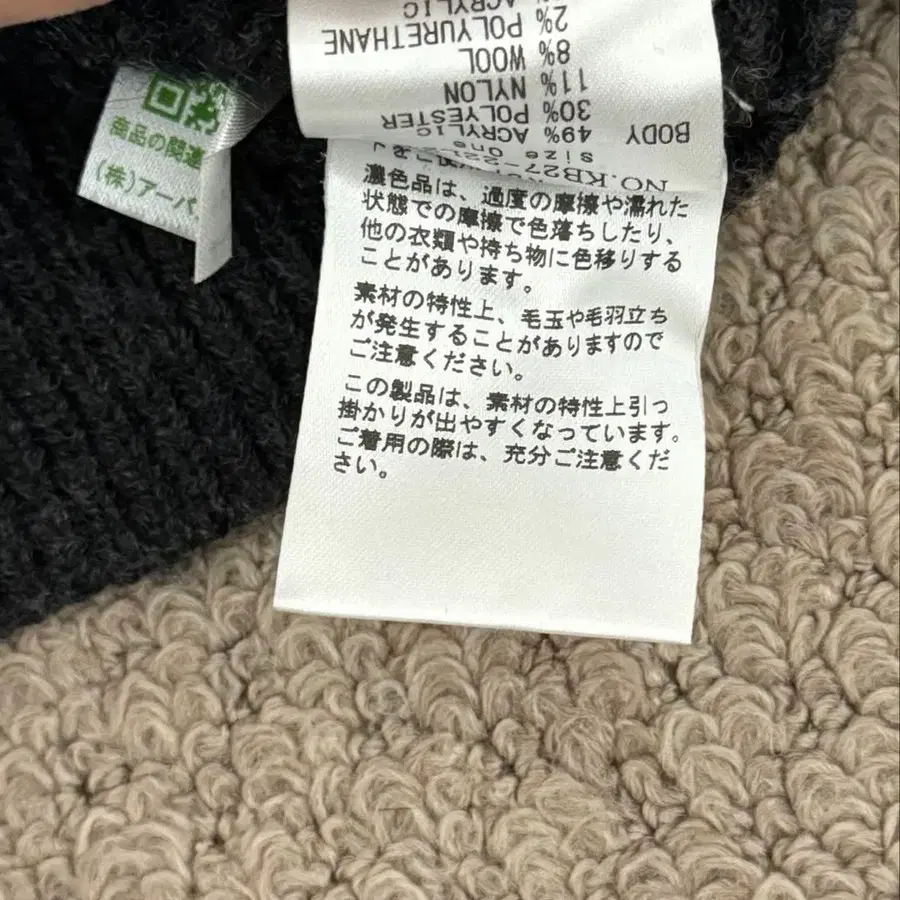 商品の関連
(株)アーバ
NO.KB27-221-2
size One
BODY 49% ACRYLIC
30% POLYESTER
11% NYLON
8% WOOL
2% POLYURETHANE
ACRYLIC
濃色品は、過度の摩擦や濡れた
状態での摩擦で色落ちしたり、
他の衣類や持ち物に色移りする
ことがあります。
素材の特性上、毛玉や毛羽立ち
が発生することがありますので
ご注意ください。
この製品は、素材の特性上引っ
掛かりが出やすくなっています。
ご着用の際は、充分ご注意くだ
さい。